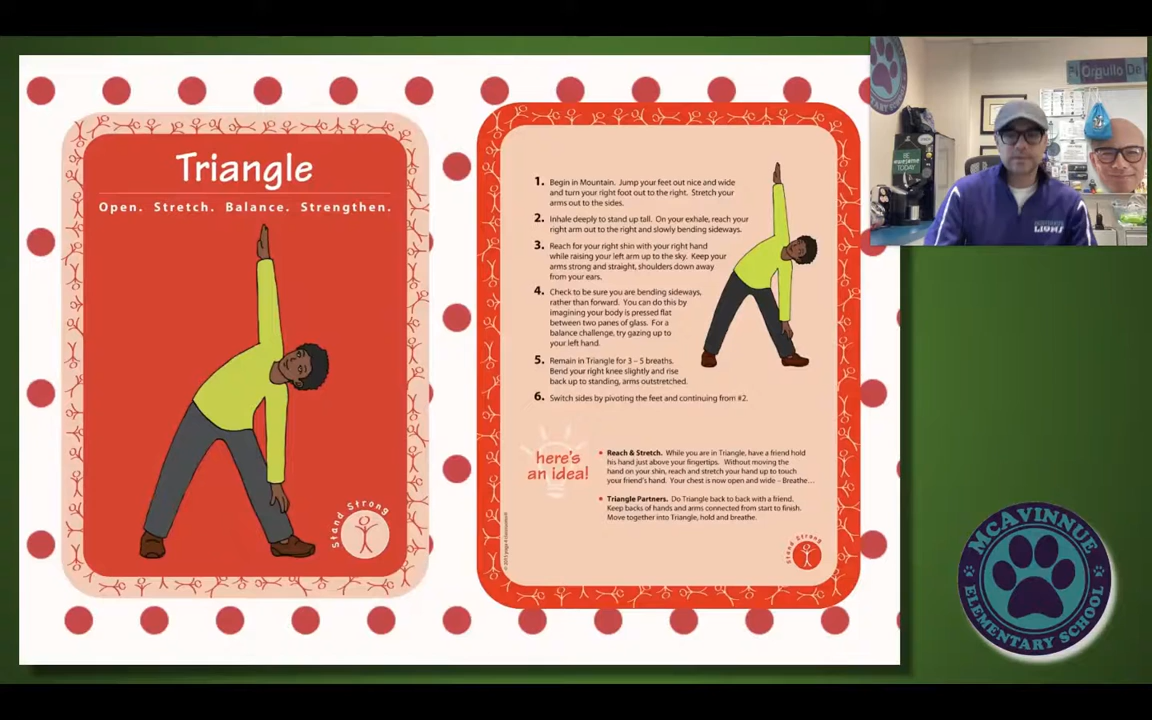 Triangle
Open. Stretch. Balance. Strengthen.
Stand Strong
1. Begin in Mountain. Jump your feet out nice and wide
and turn your right foot out to the right. Stretch your
arms out to the sides.
2. Inhale deeply to stand up tall. On your exhale, reach your
right arm out to the right and slowly bending sideways.
3. Reach for your right shin with your right hand
while raising your left arm up to the sky. Keep your
arms strong and straight, shoulders down away
from your ears.
4. Check to be sure you are bending sideways,
rather than forward. You can do this by
imagining your body is pressed flat
between two panes of glass. For a
balance challenge, try gazing up to
your left hand.
5. Remain in Triangle for 3 – 5 breaths.
Bend your right knee slightly and rise
back up to standing, arms outstretched.
6. Switch sides by pivoting the feet and continuing from #2.
here's
an idea!
• Reach & Stretch. While you are in Triangle, have a friend hold
his hand just above your fingertips. Without moving the
hand on your shin, reach and stretch your hand up to touch
your friend's hand. Your chest is now open and wide – Breathe…
• Triangle Partners. Do Triangle back to back with a friend.
Keep backs of hands and arms connected from start to finish.
Move together into Triangle, hold and breathe.
Stand Strong
Orgullo De
BE
awesome
TODAY
LIONS
MCAVINNUE
ELEMENTARY SCHOOL